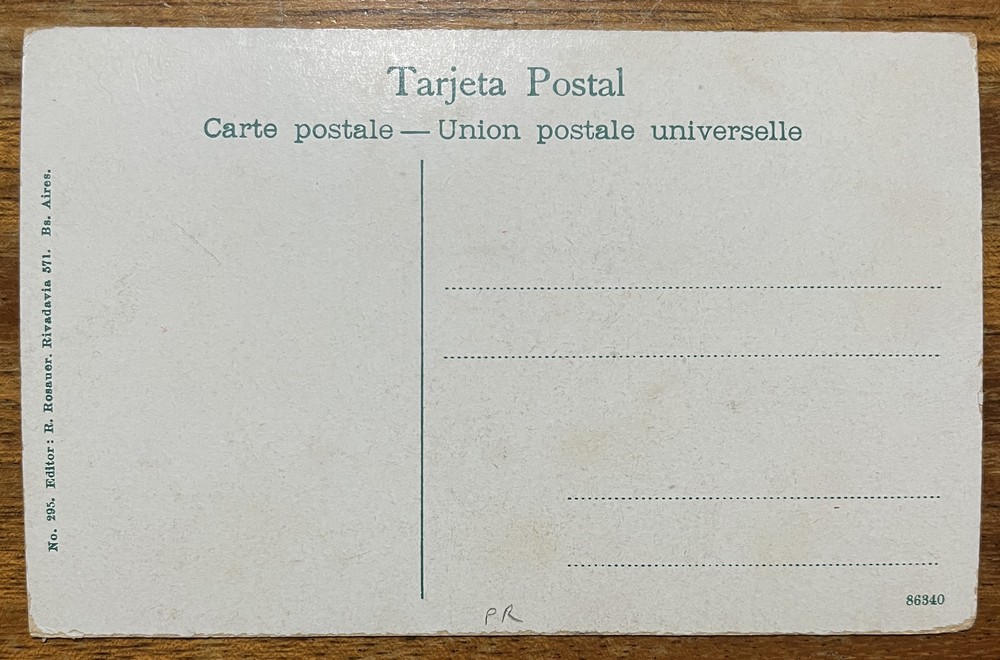 Tarjeta Postal
Carte postale — Union postale universelle
No. 295. Editor: R. Rosauer. Rivadavia 571. Bs. Aires.
86340
PR